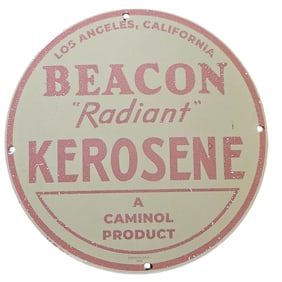 LOS ANGELES, CALIFORNIA
BEACON
"Radiant"
KEROSENE
A
CAMINOL
PRODUCT